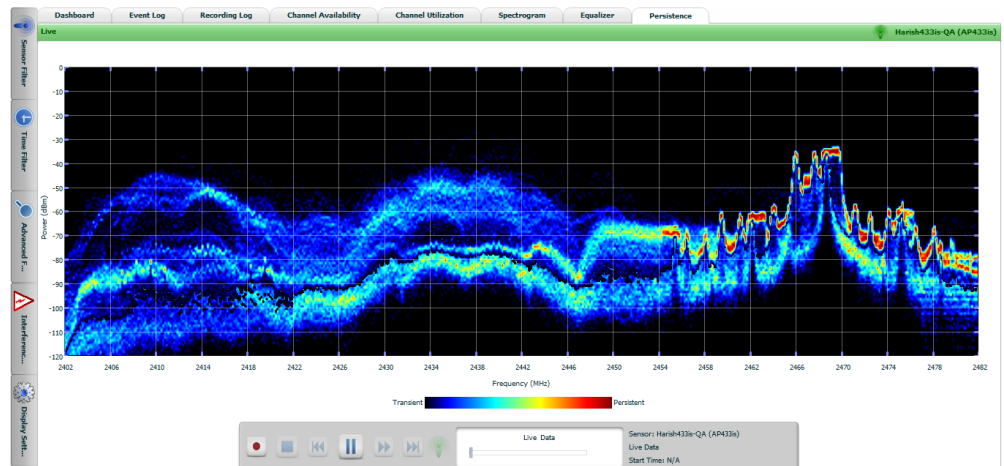 Dashboard Event Log Recording Log Channel Availability Channel Utilization Spectrogram Equalizer Persistence
Live Harish433is-QA (AP433is)
Sensor Filter
Time Filter
Advanced F...
Interferenc...
Display Sett...
Power (dBm)
0
-10
-20
-30
-40
-50
-60
-70
-80
-90
-100
-110
-120
2402 2406 2410 2414 2418 2422 2426 2430 2434 2438 2442 2446 2450 2454 2458 2462 2466 2470 2474 2478 2482
Frequency (MHz)
Transient Persistent
Live Data
Sensor: Harish433is-QA (AP433is)
Live Data
Start Time: N/A